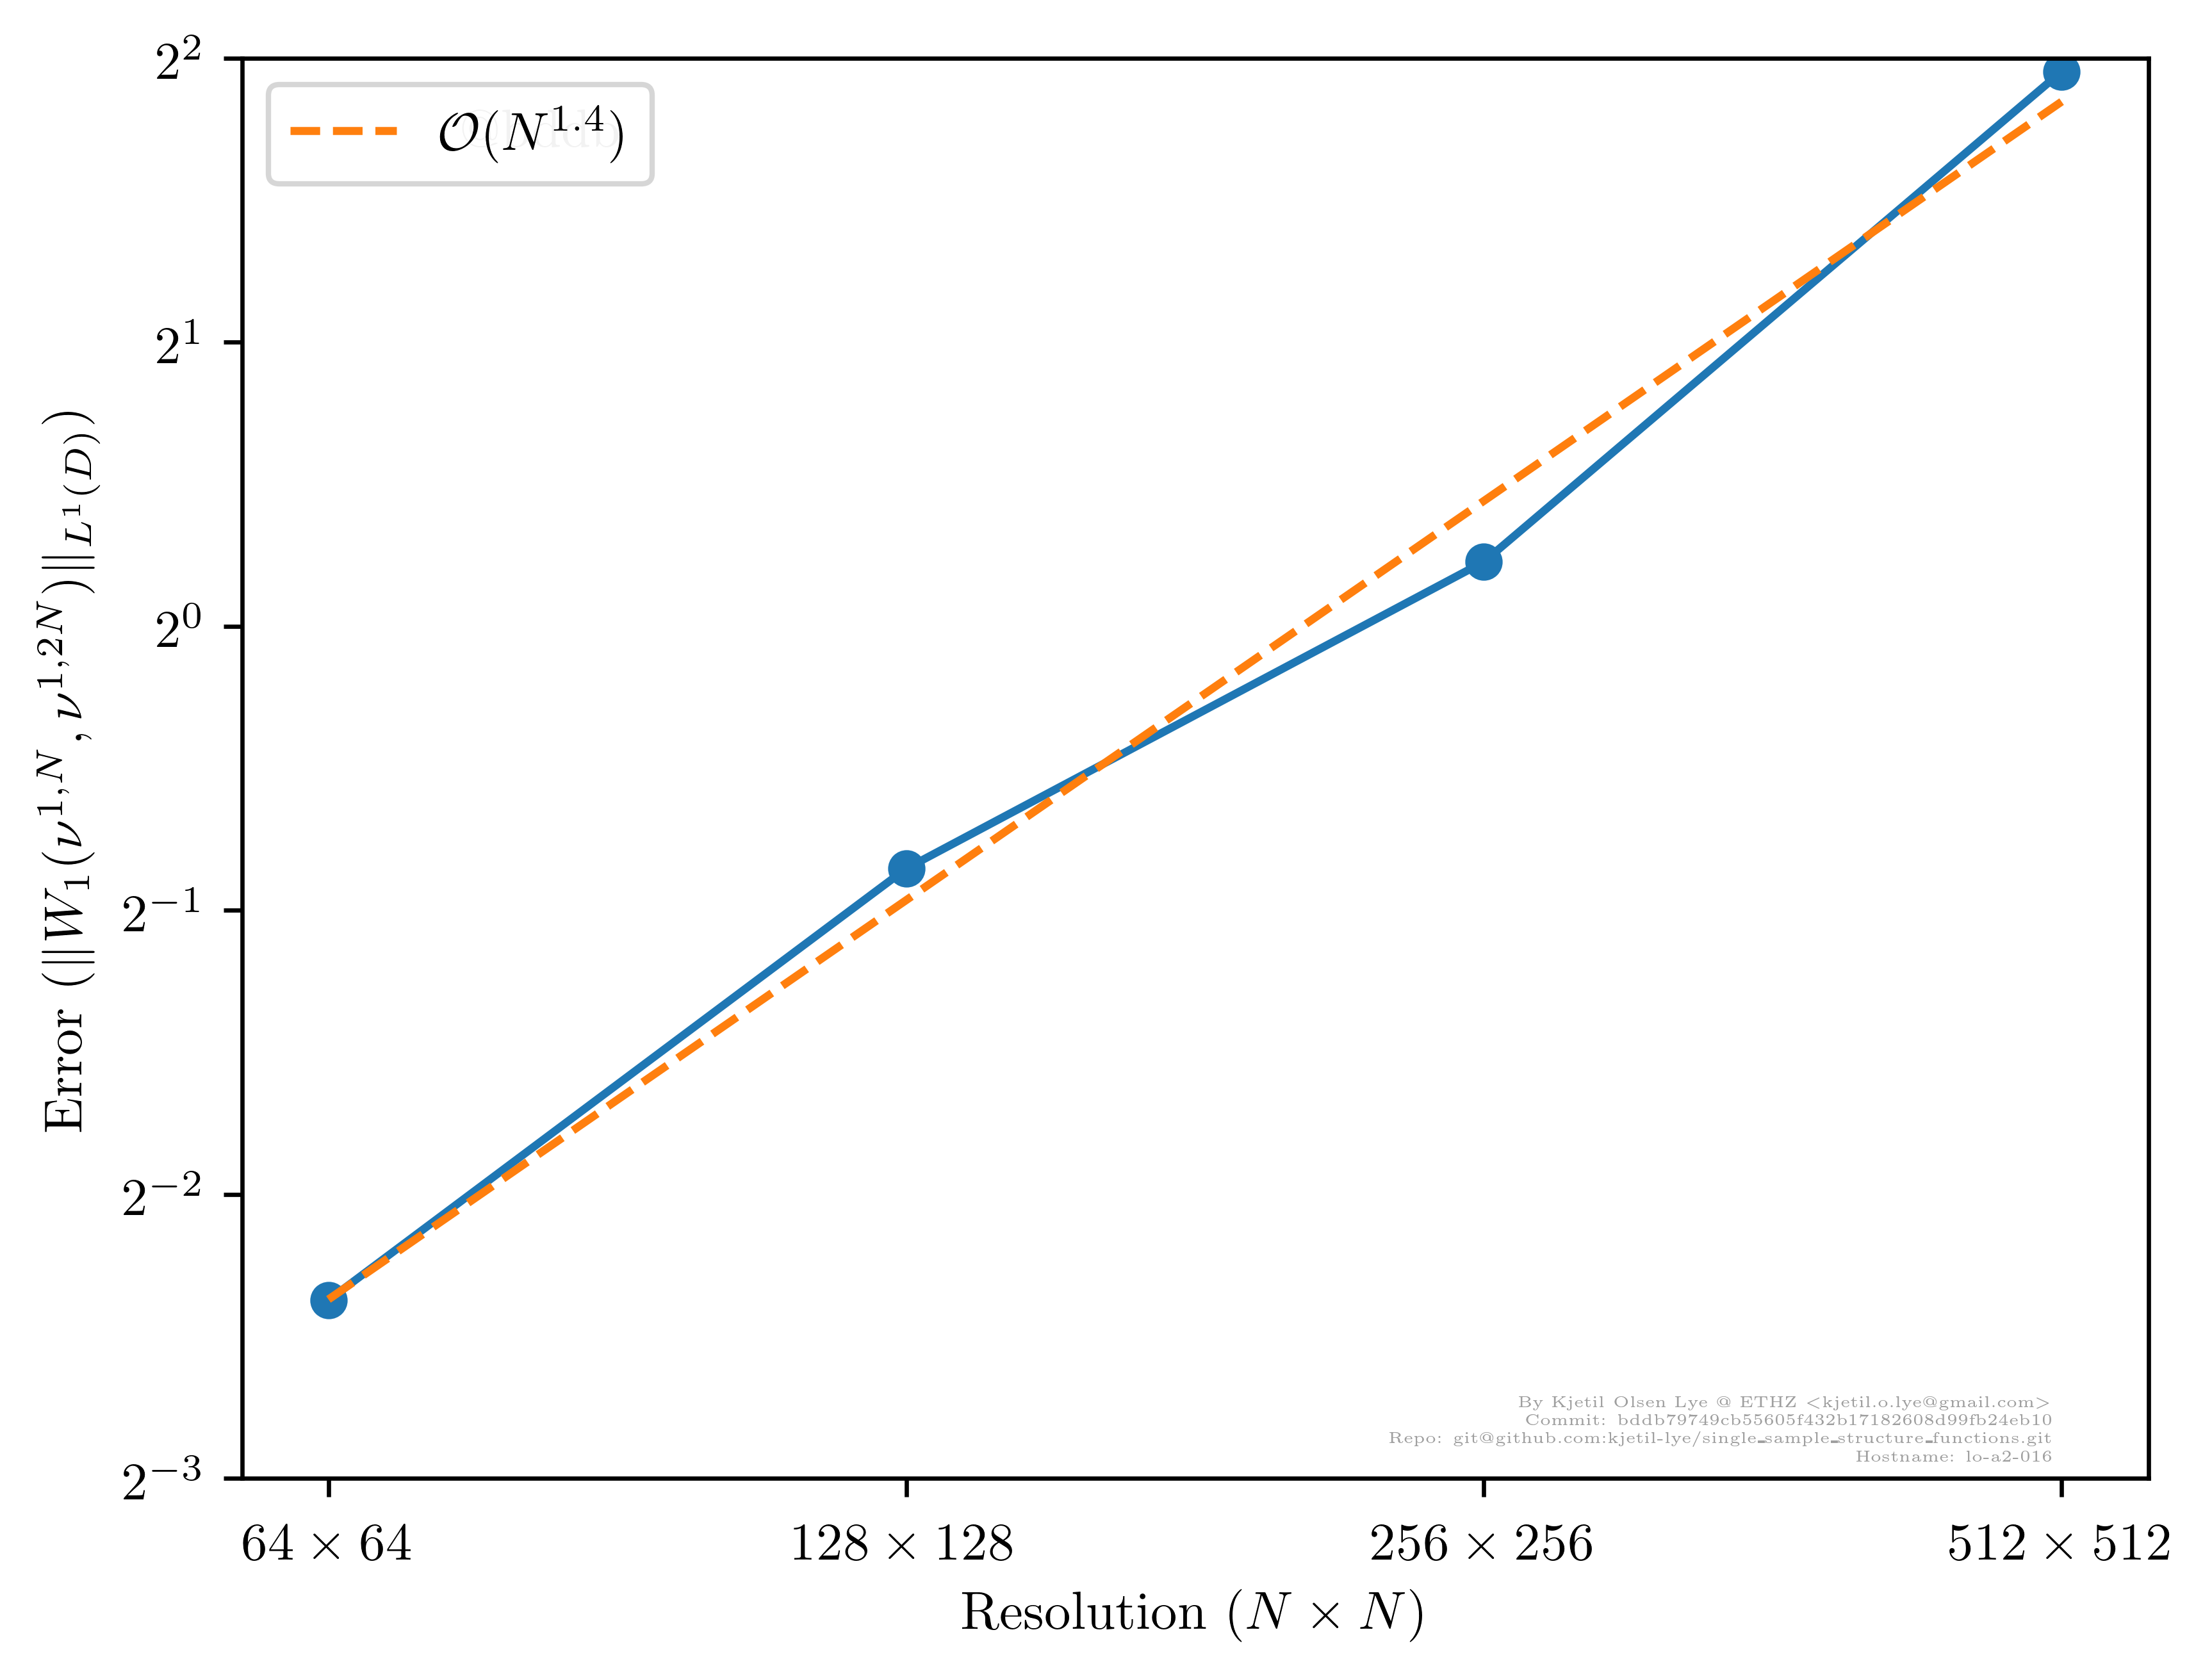 2^2
O(N^{1.4})
2^1
2^0
2^{-1}
2^{-2}
2^{-3}
Error (||W_1(ν^{1,N}, ν^{1,2N})||_{L^1(D)})
By Kjetil Olsen Lye @ ETHZ <kjetil.o.lye@gmail.com>
Commit: bddb79749cb55605f432b17182608d99fb24eb10
Repo: git@github.com:kjetil-lye/single_sample_structure_functions.git
Hostname: lo-a2-016
64 × 64 128 × 128 256 × 256 512 × 512
Resolution (N × N)